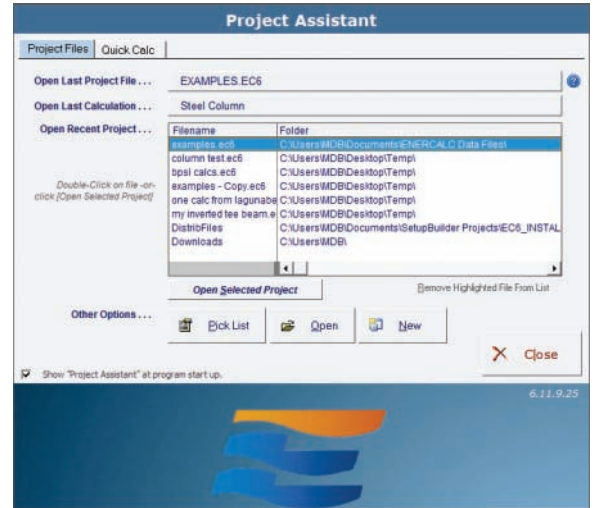 Project Assistant
Project Files Quick Calc
Open Last Project File . . . EXAMPLES.EC6
Open Last Calculation . . . Steel Column
Open Recent Project . . . Filename Folder
examples.ec6 C:\Users\MDB\Documents\ENERCALC Data Files\
column test.ec6 C:\Users\MDB\Desktop\Temp\
bpsl calcs.ec6 C:\Users\MDB\Desktop\Temp\
Double-Click on file -or- examples - Copy.ec6 C:\Users\MDB\Desktop\Temp\
click [Open Selected Project] one calc from lagunabe C:\Users\MDB\Desktop\Temp\
my inverted tee beam.e C:\Users\MDB\Desktop\Temp\
DistribFiles C:\Users\MDB\Documents\SetupBuilder Projects\EC6_INSTAL
Downloads C:\Users\MDB\
Open Selected Project Remove Highlighted File From List
Other Options . . . Pick List Open New
Close
Show "Project Assistant" at program start up.
6.11.9.25